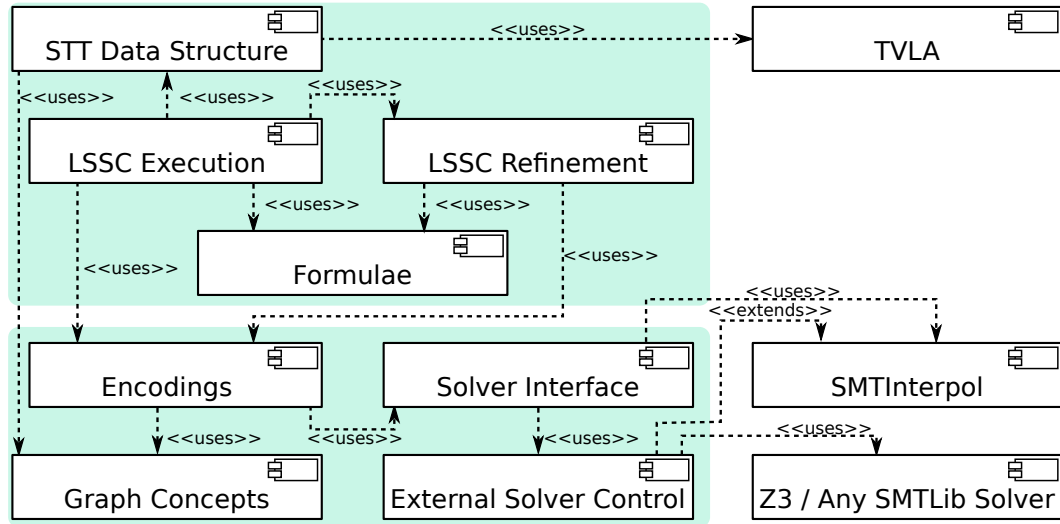 <<uses>>
STT Data Structure
TVLA
<<uses>>
<<uses>>
<<uses>>
LSSC Execution
LSSC Refinement
<<uses>>
<<uses>>
<<uses>>
<<uses>>
Formulae
<<uses>>
<<extends>>
Encodings
Solver Interface
SMTInterpol
<<uses>>
<<uses>>
<<uses>>
<<uses>>
Graph Concepts
External Solver Control
Z3 / Any SMTLib Solver